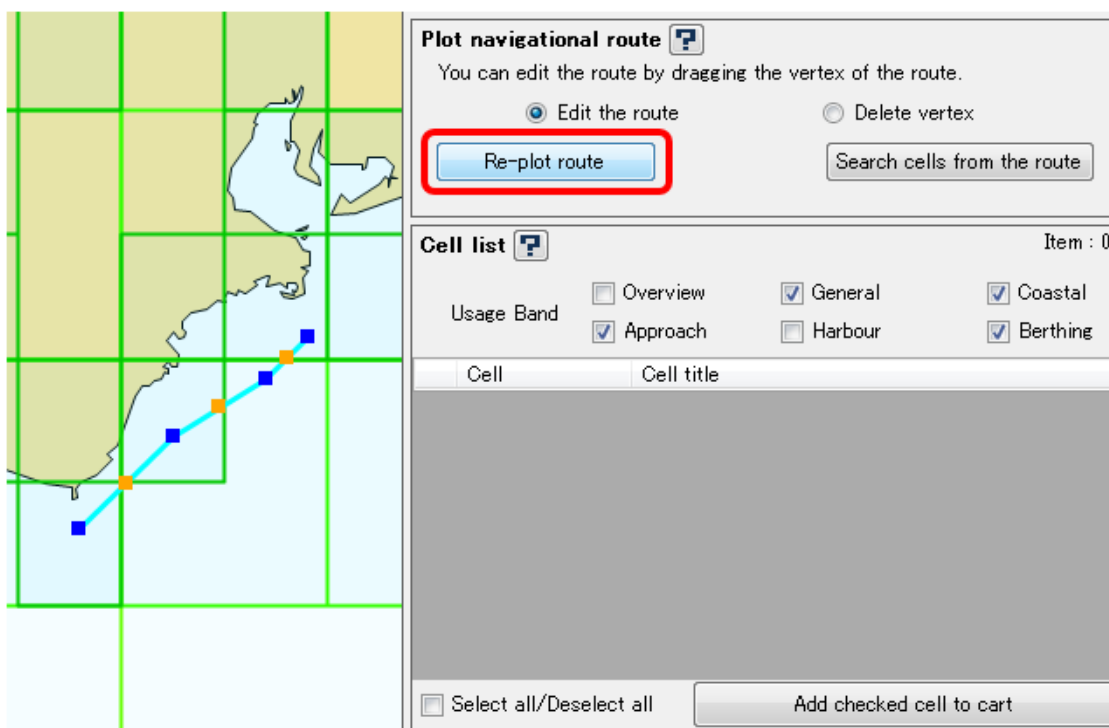 Plot navigational route ?
You can edit the route by dragging the vertex of the route.
Edit the route Delete vertex
Re-plot route Search cells from the route
Cell list ? Item : 0
Usage Band
Overview General Coastal
Approach Harbour Berthing
Cell Cell title
Select all/Deselect all Add checked cell to cart